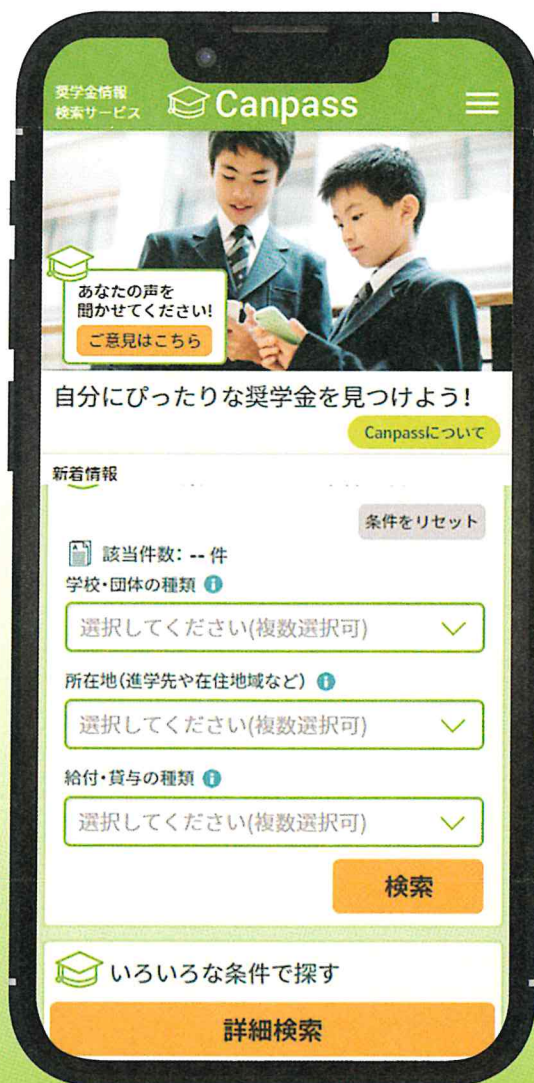 奨学金情報
検索サービス
Canpass
あなたの声を
聞かせてください!
ご意見はこちら
自分にぴったりな奨学金を見つけよう!
Canpassについて
新着情報
条件をリセット
該当件数: -- 件
学校・団体の種類
選択してください(複数選択可)
所在地(進学先や在住地域など)
選択してください(複数選択可)
給付・貸与の種類
選択してください(複数選択可)
検索
いろいろな条件で探す
詳細検索